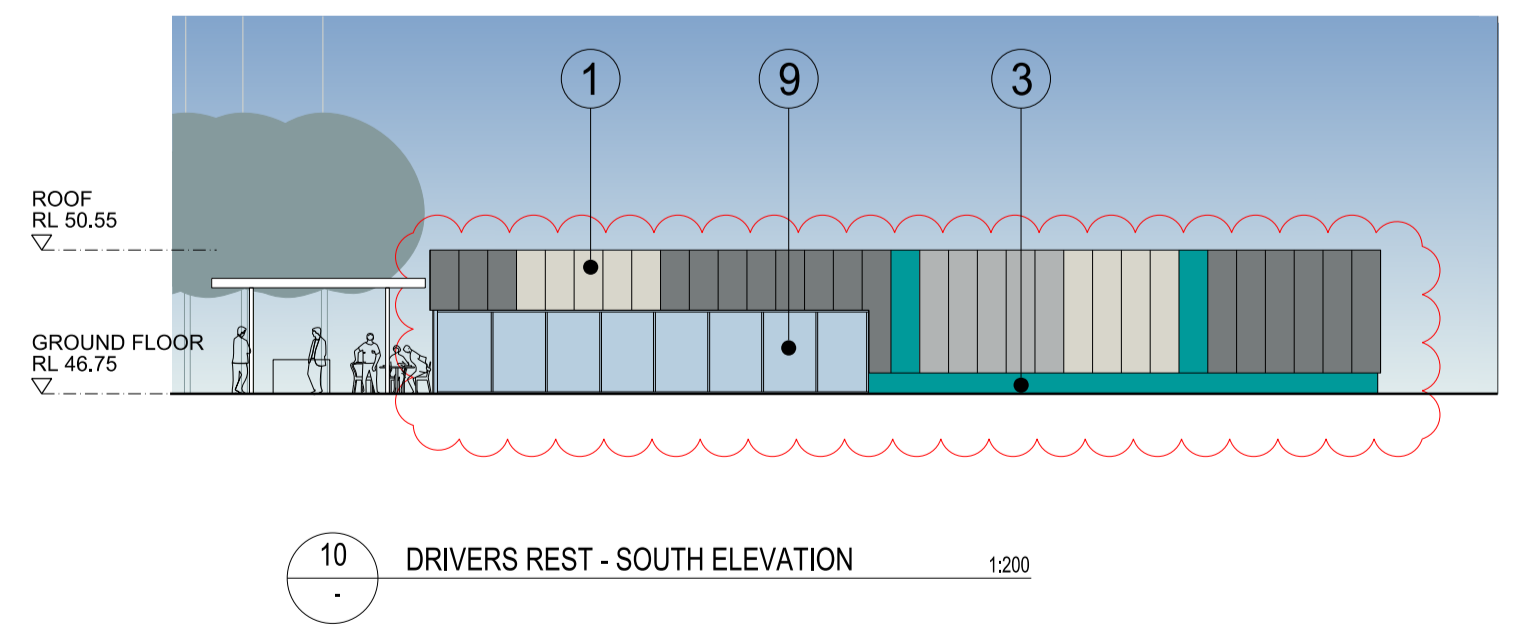 1
9
3
ROOF
RL 50.55
GROUND FLOOR
RL 46.75
10
DRIVERS REST - SOUTH ELEVATION
1:200
-